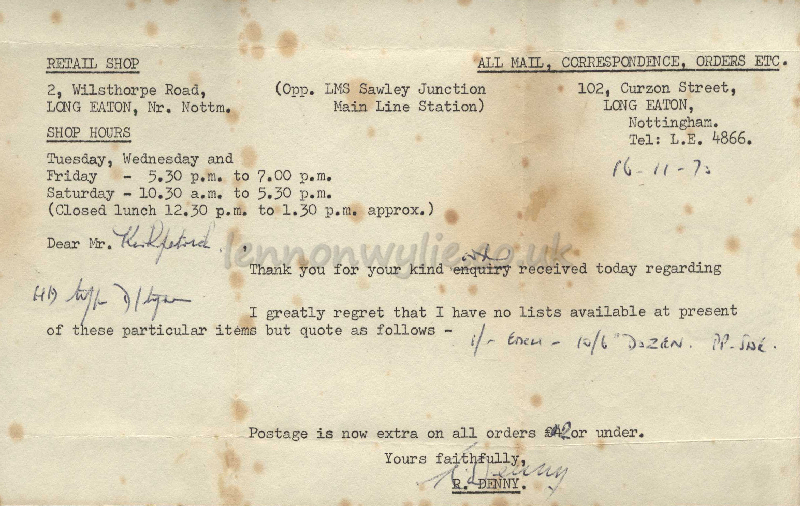 RETAIL SHOP
ALL MAIL, CORRESPONDENCE, ORDERS ETC.
2, Wilsthorpe Road,
LONG EATON, Nr. Nottm.
(Opp. LMS Sawley Junction
Main Line Station)
102, Curzon Street,
LONG EATON,
Nottingham.
Tel: L.E. 4866.
SHOP HOURS
Tuesday, Wednesday and
Friday - 5.30 p.m. to 7.00 p.m.
Saturday - 10.30 a.m. to 5.30 p.m.
(Closed lunch 12.30 p.m. to 1.30 p.m. approx.)
16-11-70
Dear Mr. Kirkpatrick,
lennonwylie.co.uk
Thank you for your kind enquiry received today regarding
I greatly regret that I have no lists available at present
of these particular items but quote as follows -
1/- EACH - 10/6 DOZEN.
Postage is now extra on all orders £2 or under.
Yours faithfully,
R. Denny
R. DENNY.